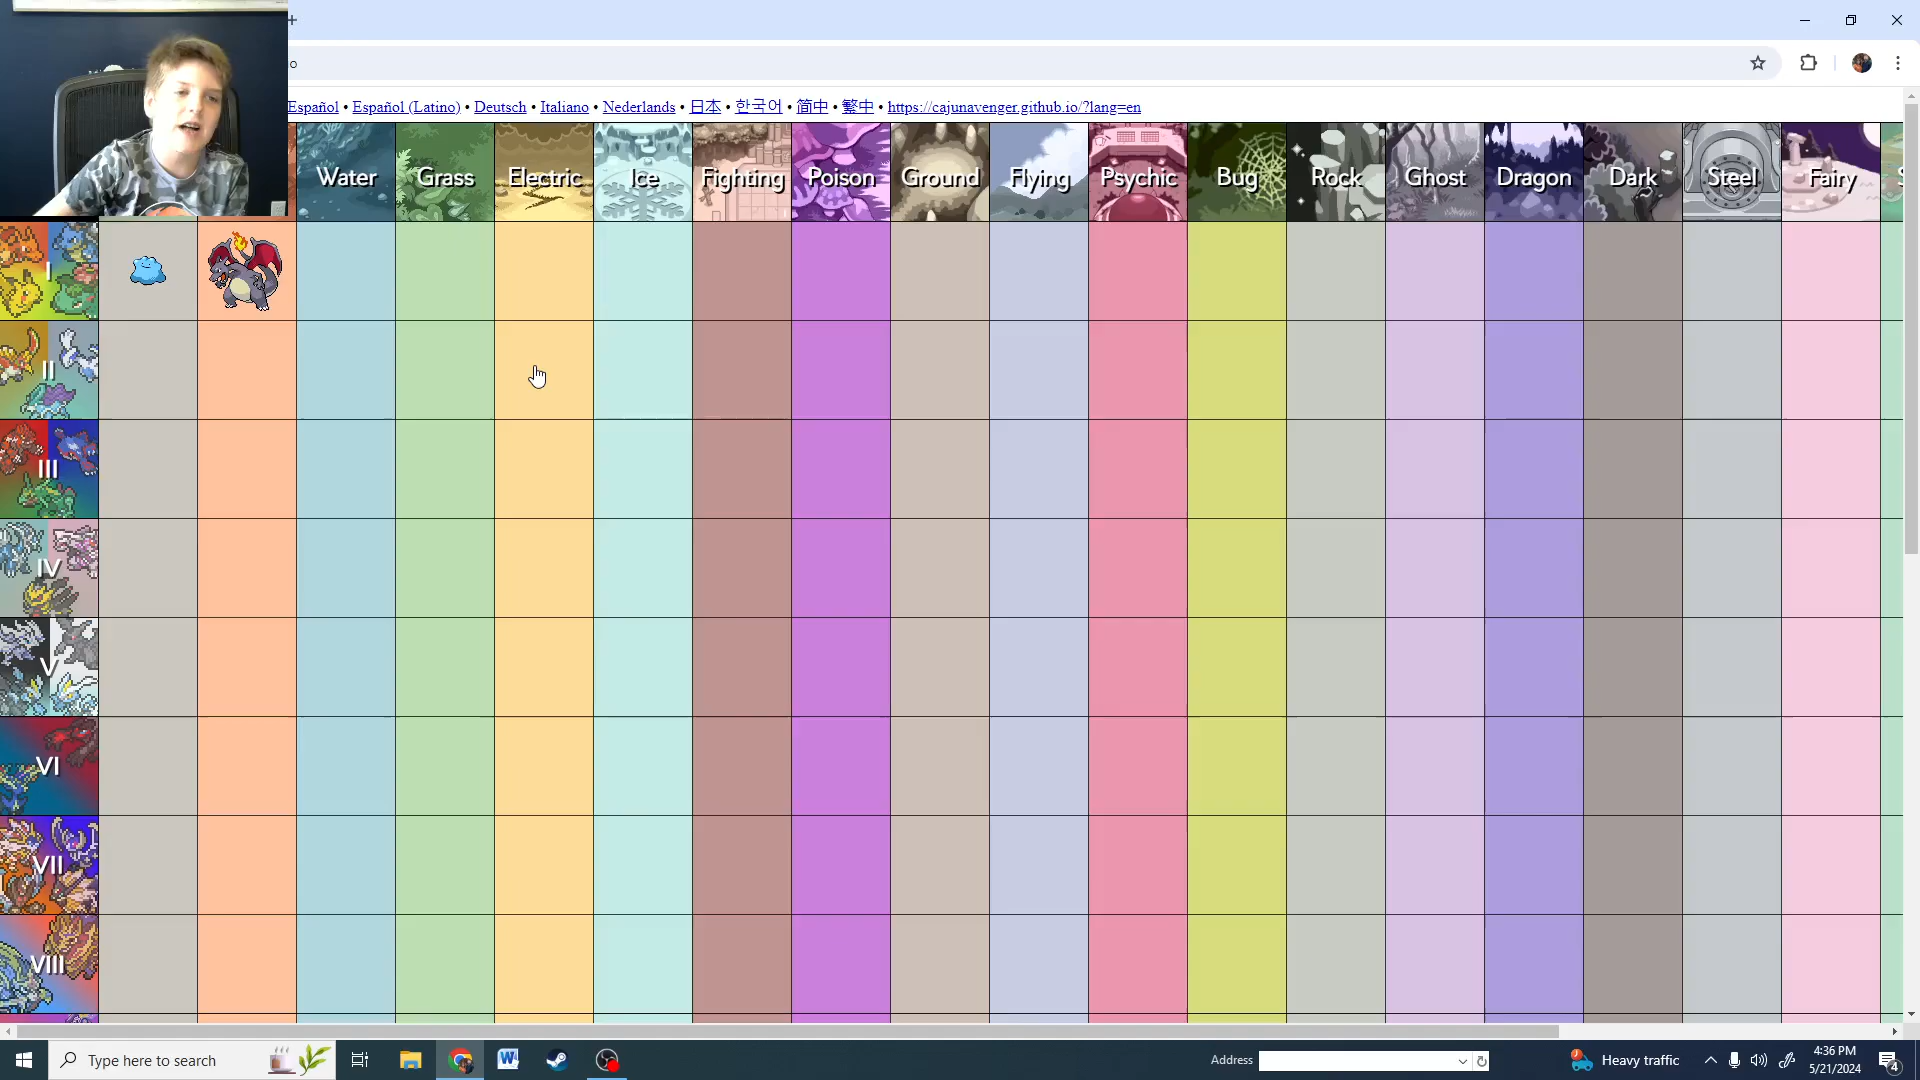 Español • Español (Latino) • Deutsch • Italiano • Nederlands • 日本 • 한국어 • 简中 • 繁中 • https://cajunavenger.github.io/?lang=en
Water Grass Electric Ice Fighting Poison Ground Flying Psychic Bug Rock Ghost Dragon Dark Steel Fairy
I
II
III
IV
V
VI
VII
VIII
Type here to search
Address
Heavy traffic
4:36 PM
5/21/2024
4